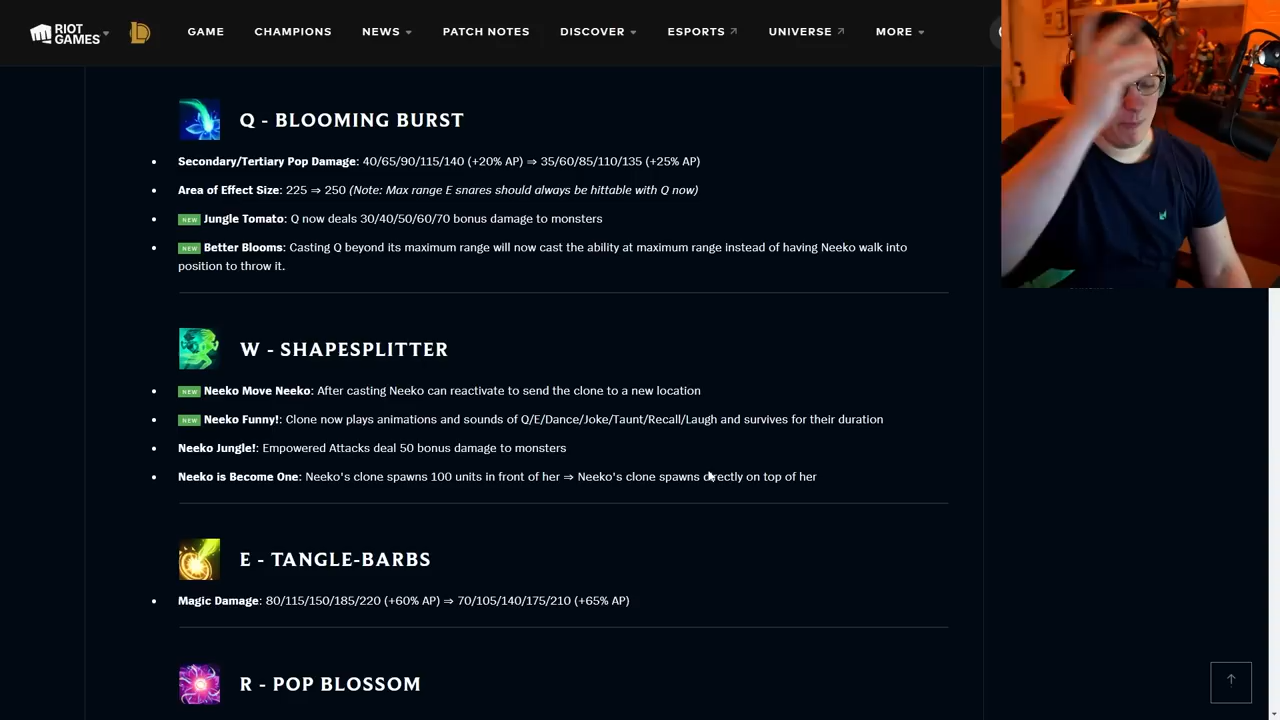 RIOT GAMES
GAME
CHAMPIONS
NEWS
PATCH NOTES
DISCOVER
ESPORTS
UNIVERSE
MORE
Q - BLOOMING BURST
Secondary/Tertiary Pop Damage: 40/65/90/115/140 (+20% AP) ⇒ 35/60/85/110/135 (+25% AP)
Area of Effect Size: 225 ⇒ 250 (Note: Max range E snares should always be hittable with Q now)
NEW Jungle Tomato: Q now deals 30/40/50/60/70 bonus damage to monsters
NEW Better Blooms: Casting Q beyond its maximum range will now cast the ability at maximum range instead of having Neeko walk into
position to throw it.
W - SHAPESPLITTER
NEW Neeko Move Neeko: After casting Neeko can reactivate to send the clone to a new location
NEW Neeko Funny!: Clone now plays animations and sounds of Q/E/Dance/Joke/Taunt/Recall/Laugh and survives for their duration
Neeko Jungle!: Empowered Attacks deal 50 bonus damage to monsters
Neeko is Become One: Neeko's clone spawns 100 units in front of her ⇒ Neeko's clone spawns directly on top of her
E - TANGLE-BARBS
Magic Damage: 80/115/150/185/220 (+60% AP) ⇒ 70/105/140/175/210 (+65% AP)
R - POP BLOSSOM